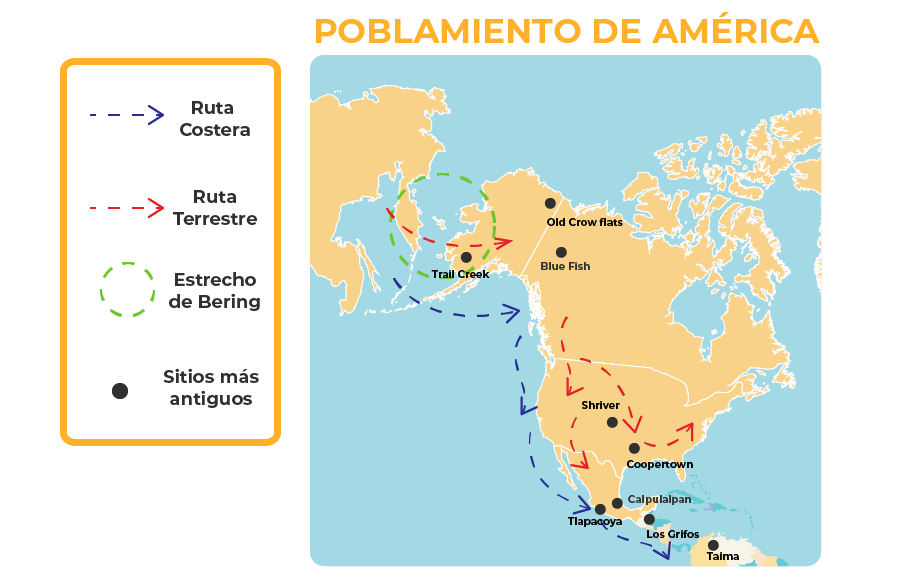 POBLAMIENTO DE AMÉRICA
Ruta
Costera
Ruta
Terrestre
Estrecho
de Bering
Sitios más
antiguos
Old Crow flats
Blue Fish
Trail Creek
Shriver
Coopertown
Calpulalpan
Tlapacoya
Los Grifos
Taima